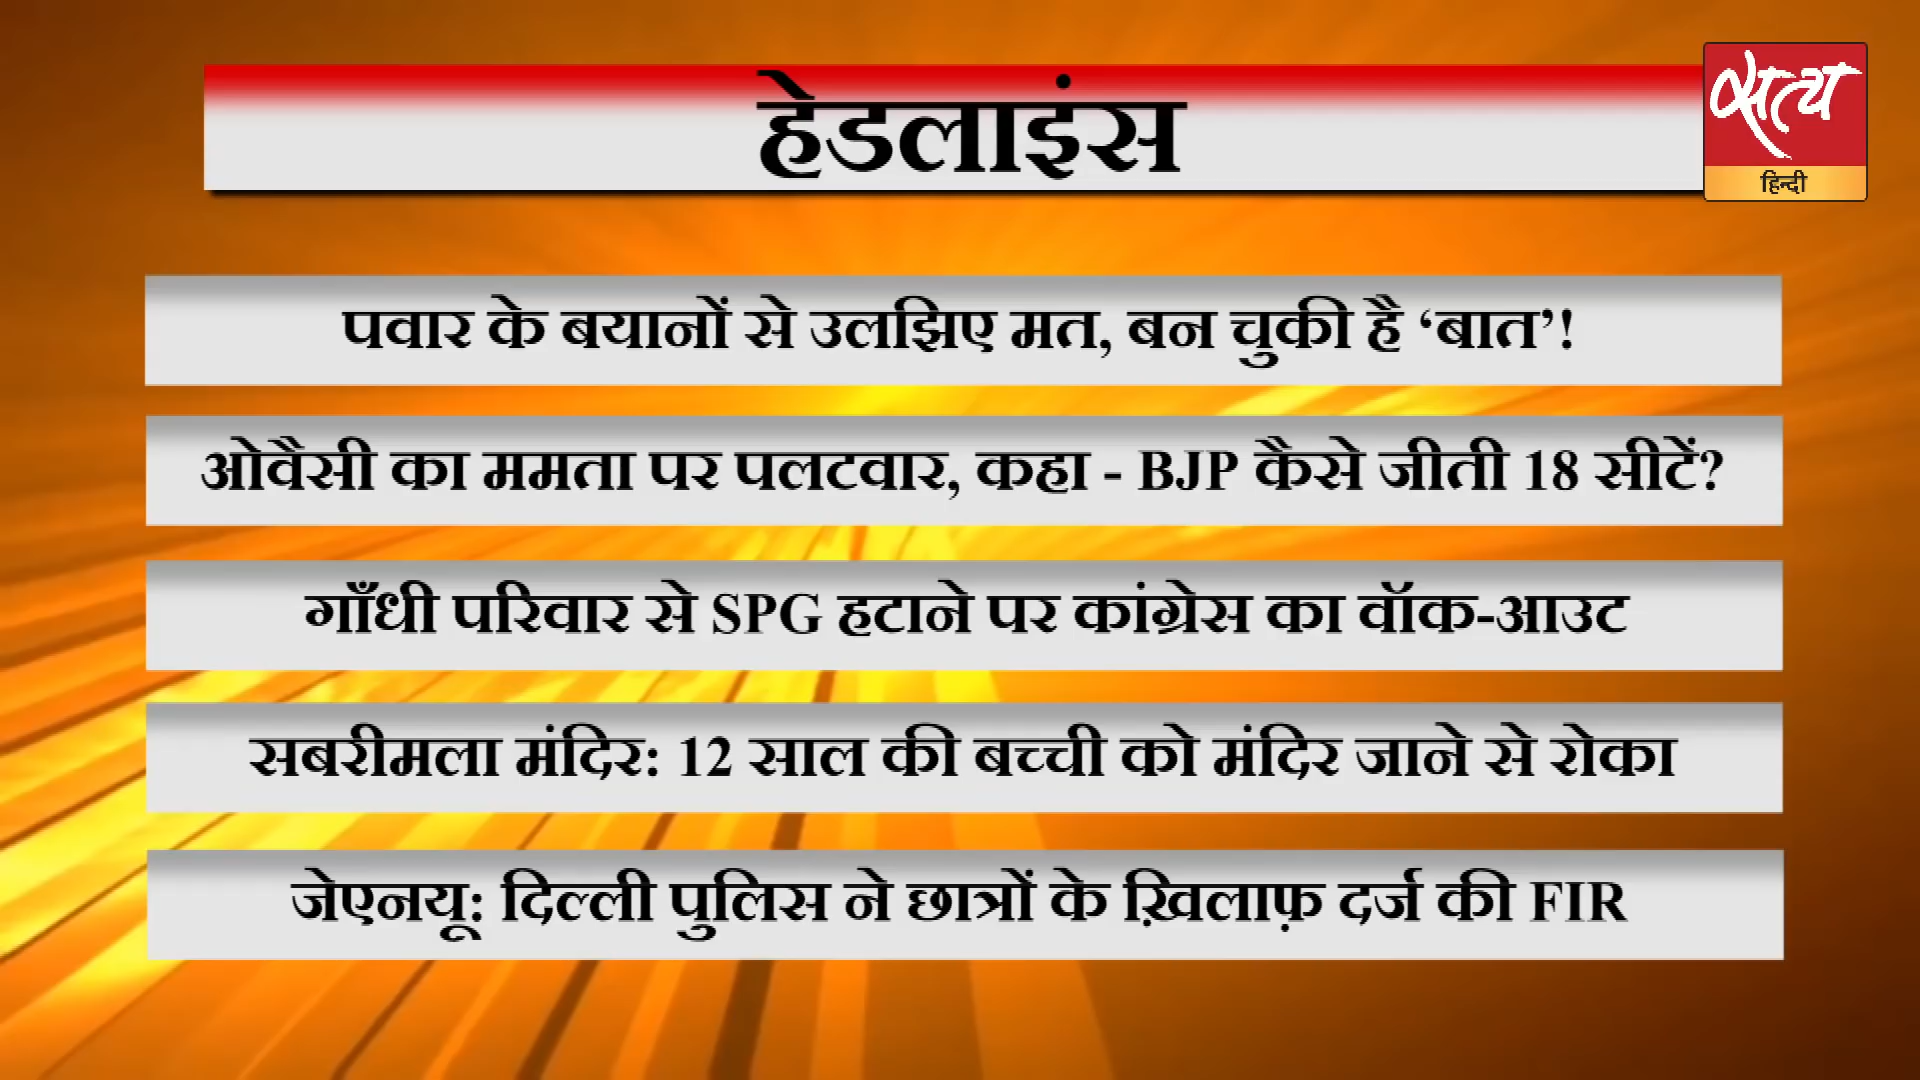 हेडलाइंस
सत्य
हिन्दी
पवार के बयानों से उलझिए मत, बन चुकी है ‘बात’!
ओवैसी का ममता पर पलटवार, कहा - BJP कैसे जीती 18 सीटें?
गाँधी परिवार से SPG हटाने पर कांग्रेस का वॉक-आउट
सबरीमला मंदिर: 12 साल की बच्ची को मंदिर जाने से रोका
जेएनयू: दिल्ली पुलिस ने छात्रों के ख़िलाफ़ दर्ज की FIR